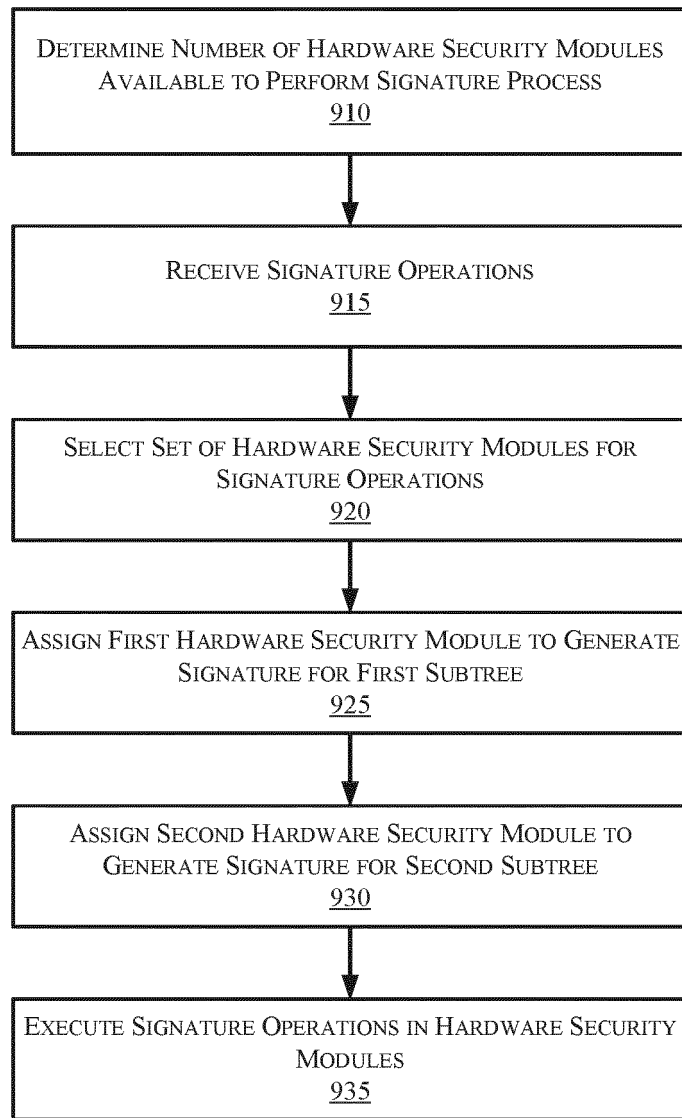 DETERMINE NUMBER OF HARDWARE SECURITY MODULES
AVAILABLE TO PERFORM SIGNATURE PROCESS
910
RECEIVE SIGNATURE OPERATIONS
915
SELECT SET OF HARDWARE SECURITY MODULES FOR
SIGNATURE OPERATIONS
920
ASSIGN FIRST HARDWARE SECURITY MODULE TO GENERATE
SIGNATURE FOR FIRST SUBTREE
925
ASSIGN SECOND HARDWARE SECURITY MODULE TO
GENERATE SIGNATURE FOR SECOND SUBTREE
930
EXECUTE SIGNATURE OPERATIONS IN HARDWARE SECURITY
MODULES
935